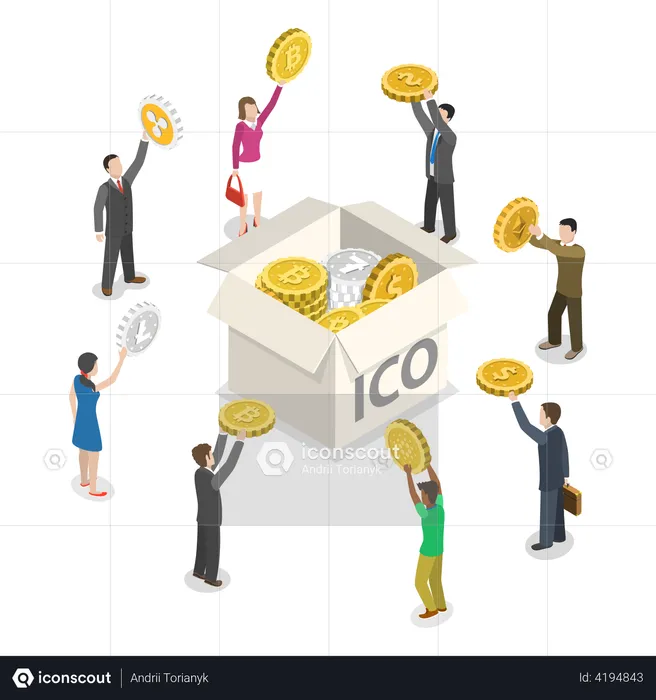 ICO
iconscout
Andrii Torianyk
iconscout
Andrii Torianyk
Id: 4194843